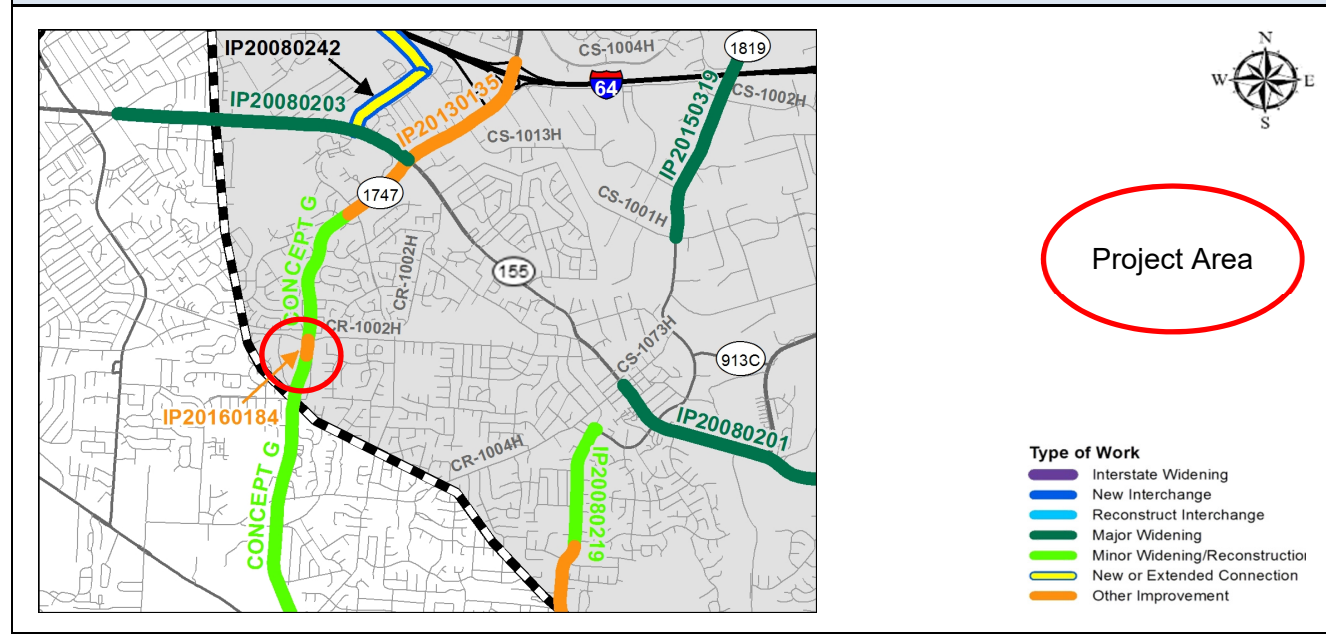 IP20080242
CS-1004H
1819
N
W
E
S
64
CS-1002H
IP20080203
IP20130135
IP20150319
CS-1013H
1747
CS-1001H
CONCEPT G
CR-1002H
155
Project Area
CR-1002H
CS-1073H
913C
IP20160184
IP20080201
CR-1004H
CONCEPT G
IP20080219
Type of Work
Interstate Widening
New Interchange
Reconstruct Interchange
Major Widening
Minor Widening/Reconstruction
New or Extended Connection
Other Improvement